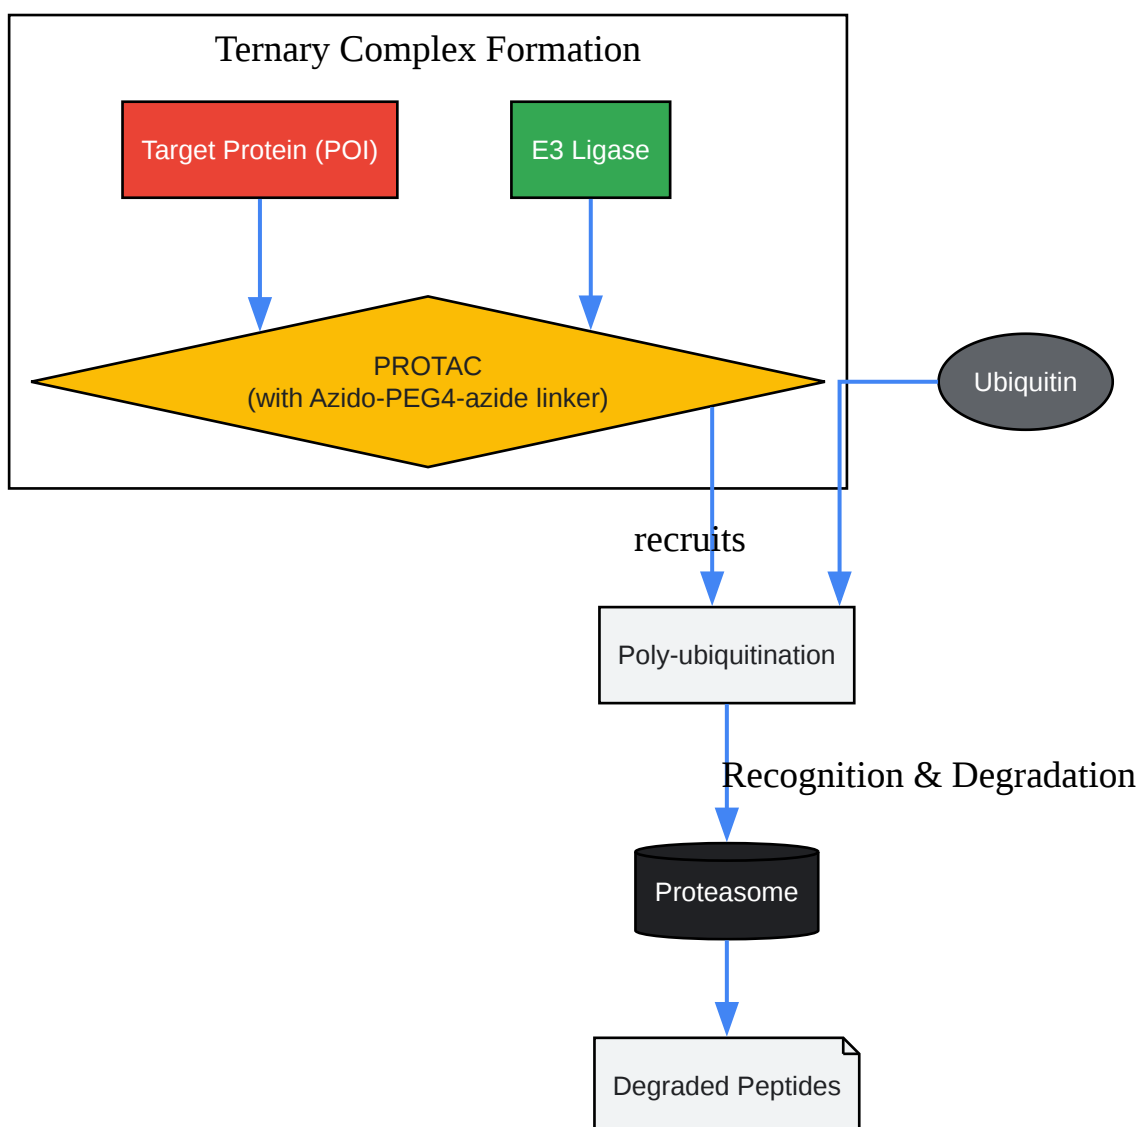 Ternary Complex Formation
Target Protein (POI)
E3 Ligase
PROTAC
(with Azido-PEG4-azide linker)
Ubiquitin
recruits
Poly-ubiquitination
Recognition & Degradation
Proteasome
Degraded Peptides